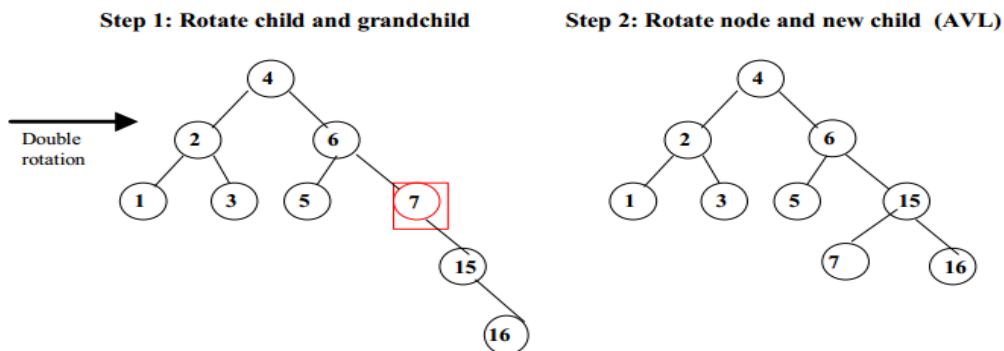 Step 1: Rotate child and grandchild
Step 2: Rotate node and new child (AVL)
Double
rotation
4
2 6
1 3 5 7
15
16
4
2 6
1 3 5 15
7 16